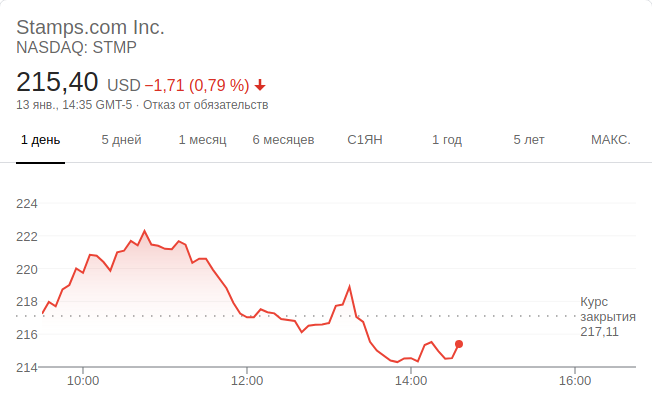 Stamps.com Inc.
NASDAQ: STMP
215,40 USD −1,71 (0,79 %)
13 янв., 14:35 GMT-5 · Отказ от обязательств
1 день 5 дней 1 месяц 6 месяцев С1ЯН 1 год 5 лет МАКС.
224
222
220
218
216
214
Курс
закрытия
217,11
10:00 12:00 14:00 16:00